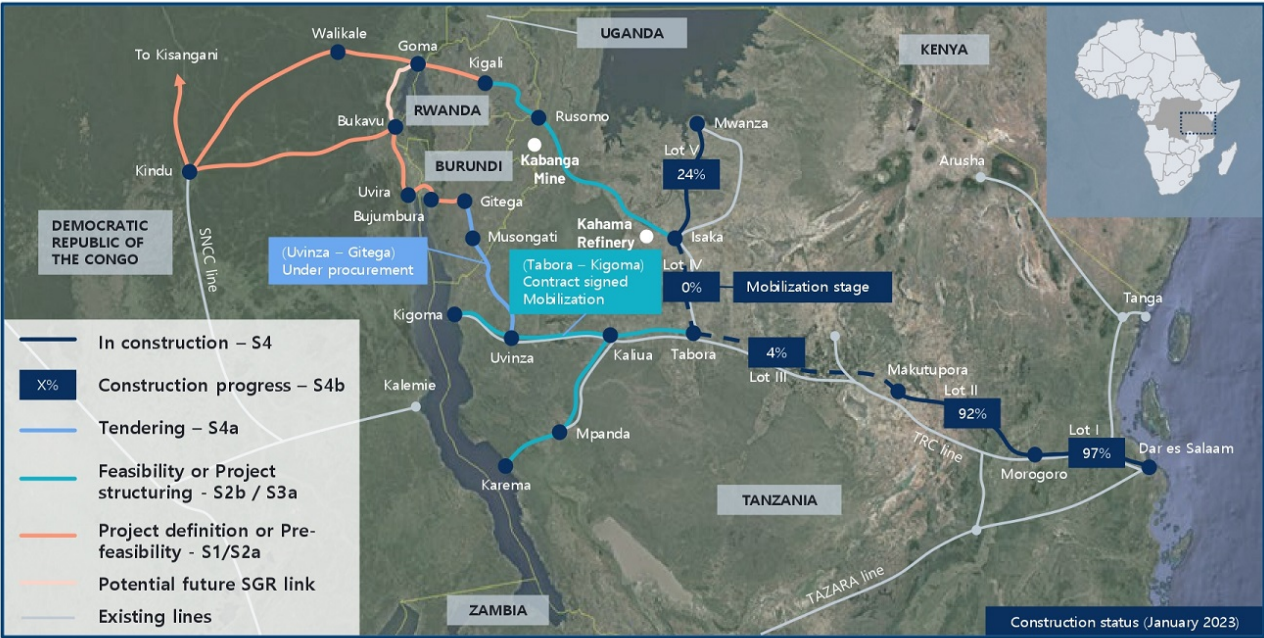 UGANDA
KENYA
Walikale
To Kisangani
Goma
Kigali
RWANDA
Rusomo
Mwanza
Bukavu
Lot V
24%
Arusha
Kabanga
Mine
BURUNDI
Kindu
Uvira
Bujumbura
Gitega
DEMOCRATIC
REPUBLIC OF
THE CONGO
SNCC line
Musongati
Kahama
Refinery
Isaka
(Uvinza – Gitega)
Under procurement
(Tabora – Kigoma)
Contract signed
Mobilization
Lot IV
0%
Mobilization stage
Tanga
Kigoma
Uvinza
Kaliua
Tabora
4%
Lot III
Makutupora
Lot II
92%
Kalemie
Lot I
97%
Dar es Salaam
Mpanda
TRC line
Morogoro
Karema
TANZANIA
TAZARA line
ZAMBIA
In construction – S4
X%
Construction progress – S4b
Tendering – S4a
Feasibility or Project
structuring - S2b / S3a
Project definition or Pre-
feasibility - S1/S2a
Potential future SGR link
Existing lines
Construction status (January 2023)